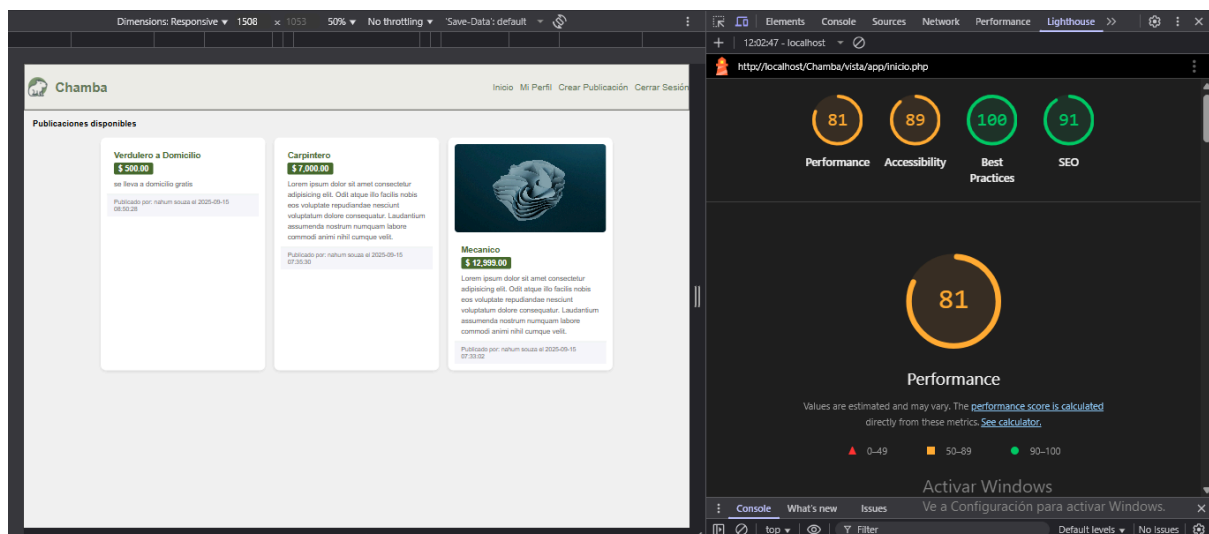 Dimensions: Responsive ▼ 1508 × 1053 50% ▼ No throttling ▼ 'Save-Data': default ▼
Elements Console Sources Network Performance Lighthouse >>
12:02:47 - localhost
http://localhost/Chamba/vista/app/inicio.php
Chamba
Inicio Mi Perfil Crear Publicación Cerrar Sesión
Publicaciones disponibles
Verdulero a Domicilio
$ 500.00
se lleva a domicilio gratis
Publicado por: nahum souza el 2025-09-15
08:50:28
Carpintero
$ 7,000.00
Lorem ipsum dolor sit amet consectetur
adipisicing elit. Odit atque illo facilis nobis
eos voluptate repudiandae nesciunt
voluptatum dolore consequatur. Laudantium
assumenda nostrum numquam labore
commodi animi nihil cumque velit.
Publicado por: nahum souza el 2025-09-15
07:35:30
Mecanico
$ 12,999.00
Lorem ipsum dolor sit amet consectetur
adipisicing elit. Odit atque illo facilis nobis
eos voluptate repudiandae nesciunt
voluptatum dolore consequatur. Laudantium
assumenda nostrum numquam labore
commodi animi nihil cumque velit.
Publicado por: nahum souza el 2025-09-15
07:33:02
81 89 100 91
Performance Accessibility Best Practices SEO
81
Performance
Values are estimated and may vary. The performance score is calculated
directly from these metrics. See calculator.
0–49 50–89 90–100
Activar Windows
Ve a Configuración para activar Windows.
Console What's new Issues
top ▼ Filter Default levels ▼ No Issues